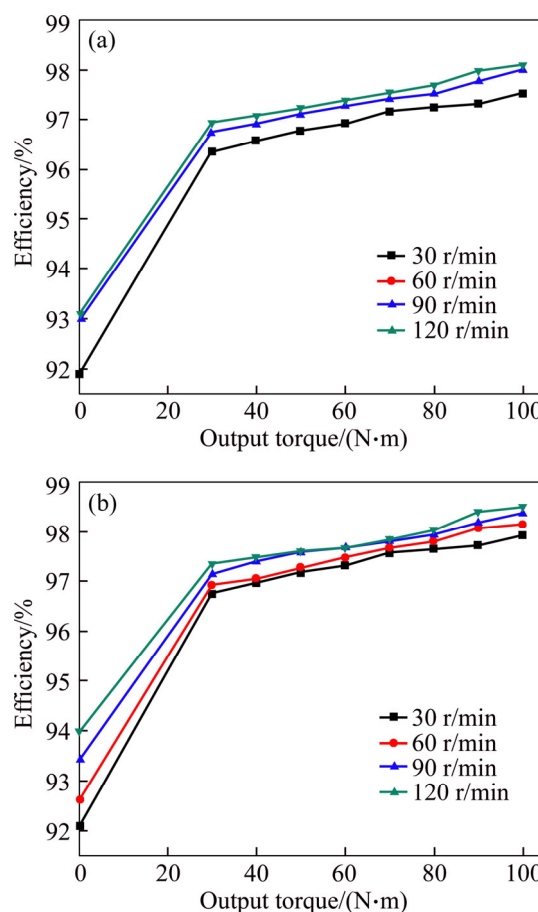 (a)
99
98
97
96
95
94
93
92
Efficiency/%
30 r/min
60 r/min
90 r/min
120 r/min
0 20 40 60 80 100
Output torque/(N·m)
(b)
99
98
97
96
95
94
93
92
Efficiency/%
30 r/min
60 r/min
90 r/min
120 r/min
0 20 40 60 80 100
Output torque/(N·m)